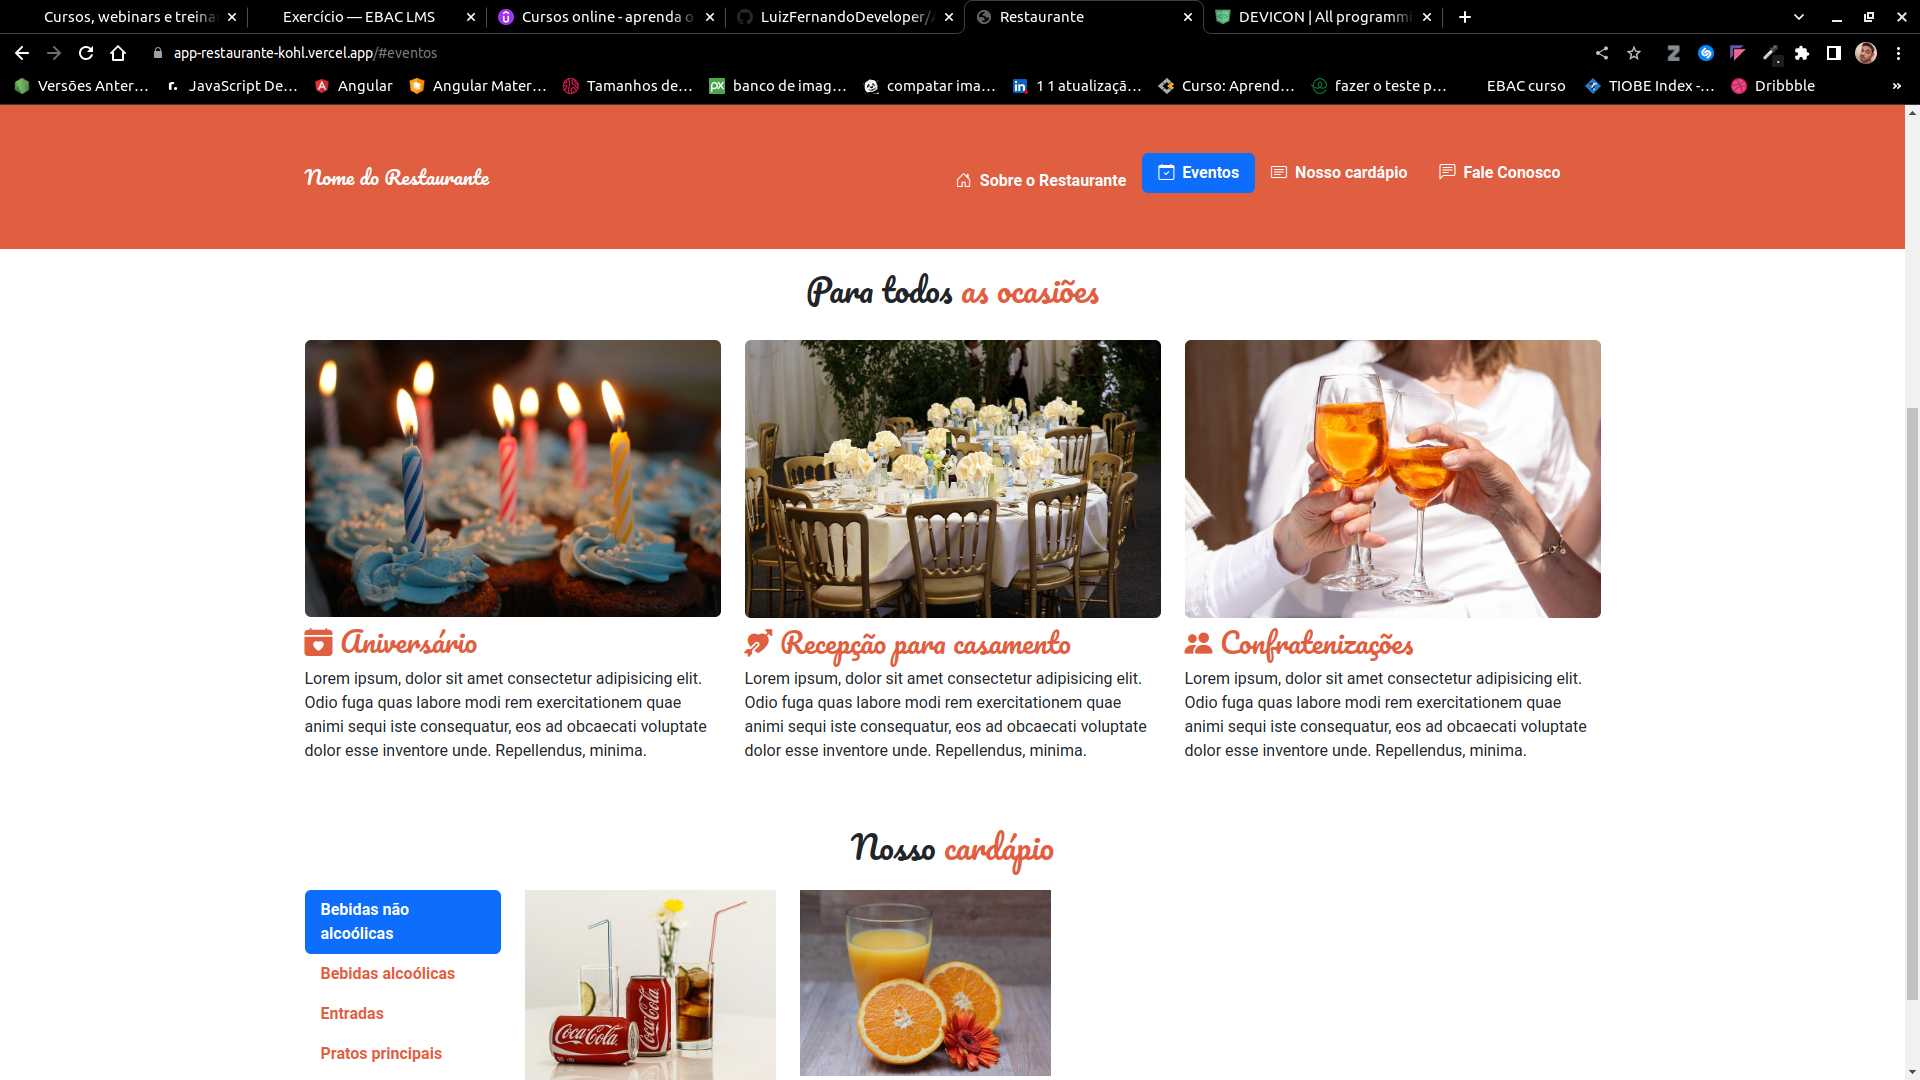 Cursos, webinars e treina
Exercício — EBAC LMS
Cursos online - aprenda o
LuizFernandoDeveloper/
Restaurante
DEVICON | All programmi
app-restaurante-kohl.vercel.app/#eventos
Versões Anter...
JavaScript De...
Angular
Angular Mater...
Tamanhos de...
banco de imag...
compatar ima...
1 1 atualizaçã...
Curso: Aprend...
fazer o teste p...
EBAC curso
TIOBE Index -...
Dribbble
»
Nome do Restaurante
Sobre o Restaurante
Eventos
Nosso cardápio
Fale Conosco
Para todos as ocasiões
Aniversário
Lorem ipsum, dolor sit amet consectetur adipisicing elit.
Odio fuga quas labore modi rem exercitationem quae
animi sequi iste consequatur, eos ad obcaecati voluptate
dolor esse inventore unde. Repellendus, minima.
Recepção para casamento
Lorem ipsum, dolor sit amet consectetur adipisicing elit.
Odio fuga quas labore modi rem exercitationem quae
animi sequi iste consequatur, eos ad obcaecati voluptate
dolor esse inventore unde. Repellendus, minima.
Confratenizações
Lorem ipsum, dolor sit amet consectetur adipisicing elit.
Odio fuga quas labore modi rem exercitationem quae
animi sequi iste consequatur, eos ad obcaecati voluptate
dolor esse inventore unde. Repellendus, minima.
Nosso cardápio
Bebidas não
alcoólicas
Bebidas alcoólicas
Entradas
Pratos principais
Coca-Cola
Coca-Cola